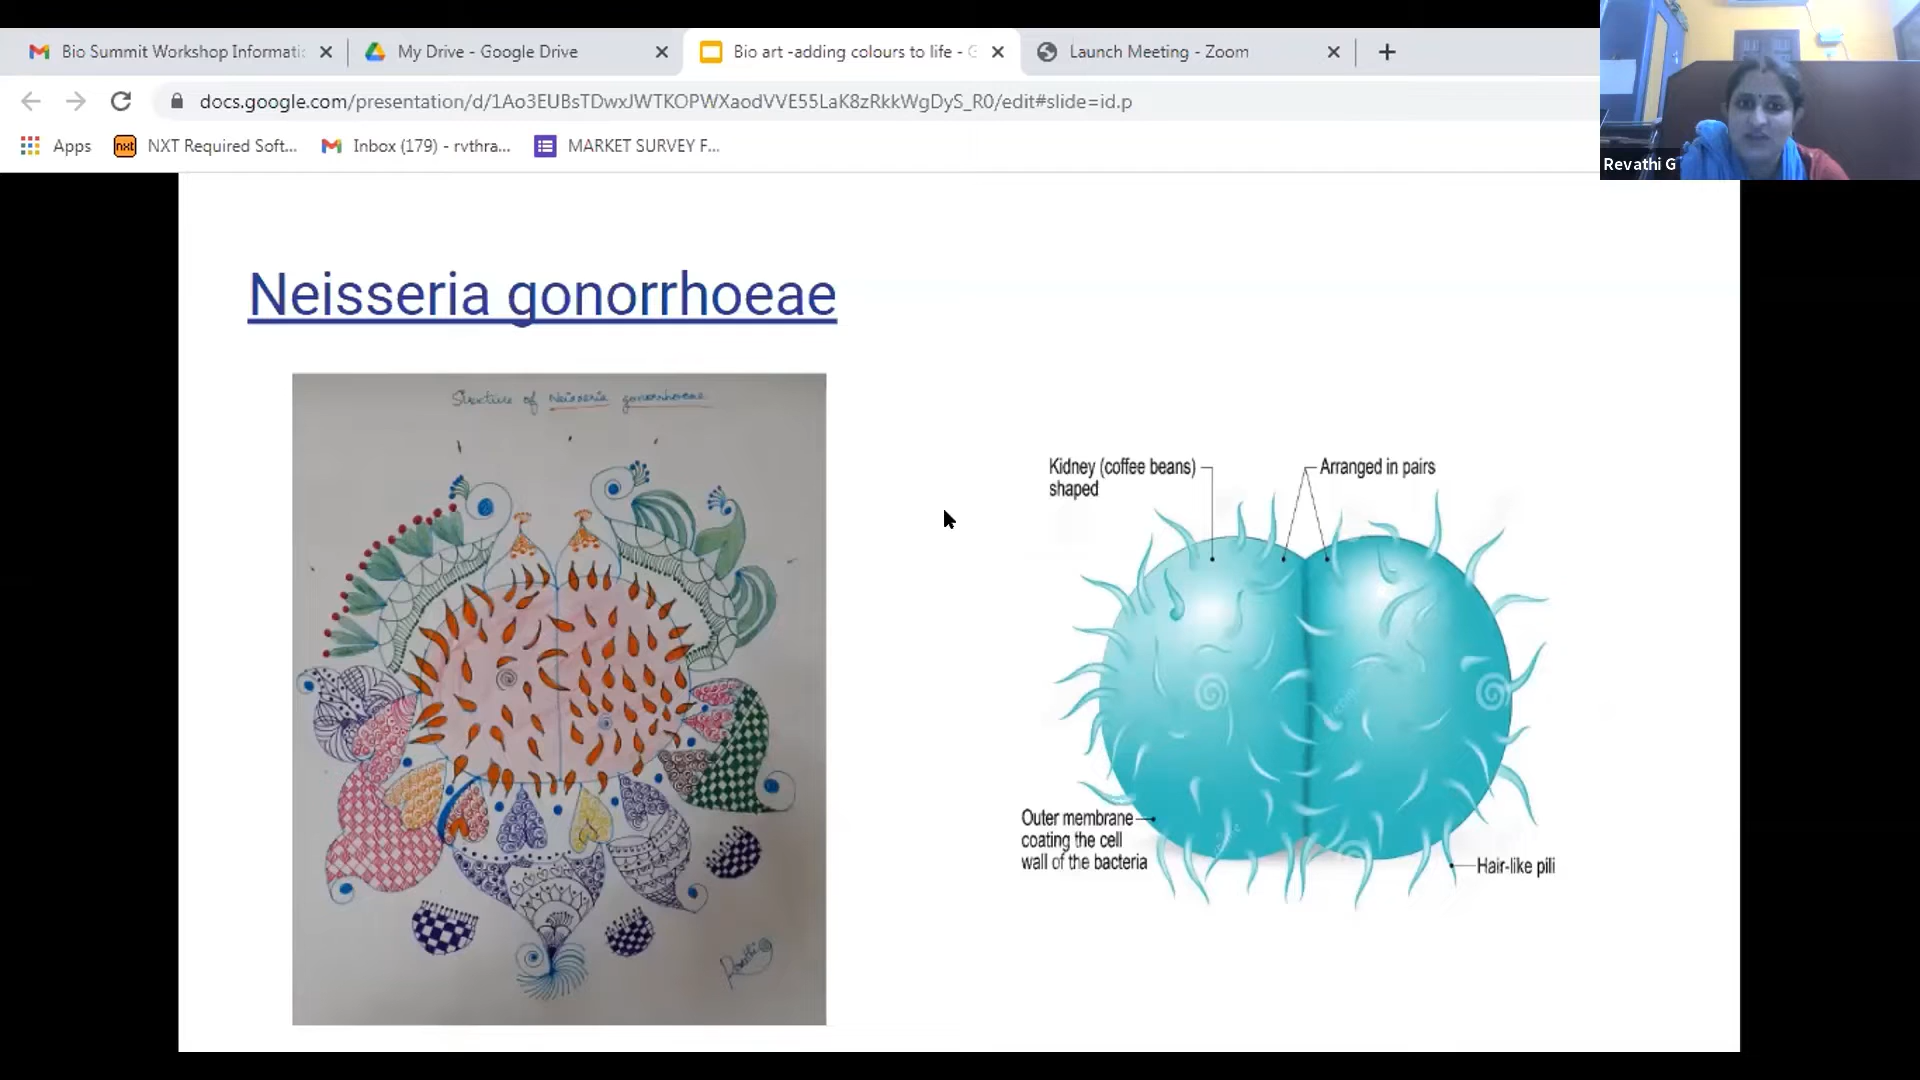 Bio Summit Workshop Informatic
My Drive - Google Drive
Bio art -adding colours to life - G
Launch Meeting - Zoom
docs.google.com/presentation/d/1Ao3EUBsTDwxJWTKOPWXaodVVE55LaK8zRkkWgDyS_R0/edit#slide=id.p
Apps
nxt
NXT Required Soft...
Inbox (179) - rvthra...
MARKET SURVEY F...
Revathi G
Neisseria gonorrhoeae
Structure of Neisseria gonorrhoeae
Revathi G
Kidney (coffee beans)
shaped
Arranged in pairs
Outer membrane
coating the cell
wall of the bacteria
Hair-like pili